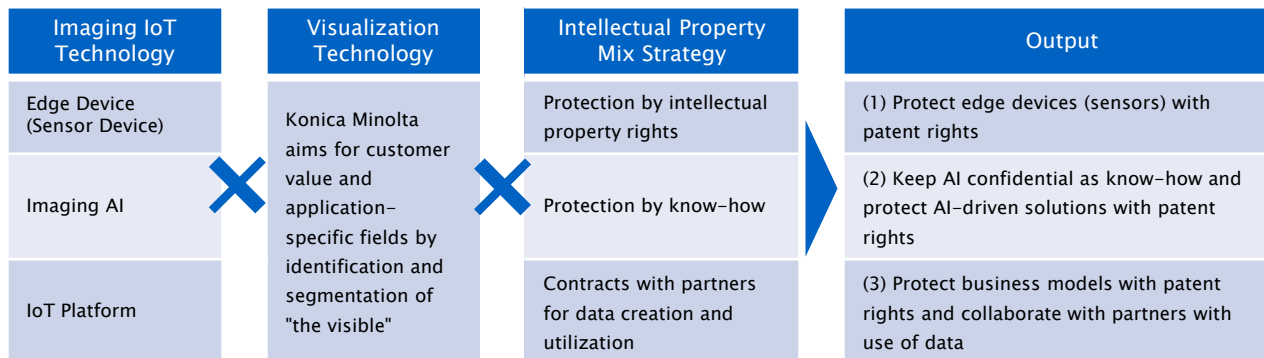 Imaging IoT
Technology
Visualization
Technology
Intellectual Property
Mix Strategy
Output
Edge Device
(Sensor Device)
Imaging AI
IoT Platform
Konica Minolta
aims for customer
value and
application-
specific fields by
identification and
segmentation of
"the visible"
Protection by intellectual
property rights
Protection by know-how
Contracts with partners
for data creation and
utilization
(1) Protect edge devices (sensors) with
patent rights
(2) Keep AI confidential as know-how and
protect AI-driven solutions with patent
rights
(3) Protect business models with patent
rights and collaborate with partners with
use of data